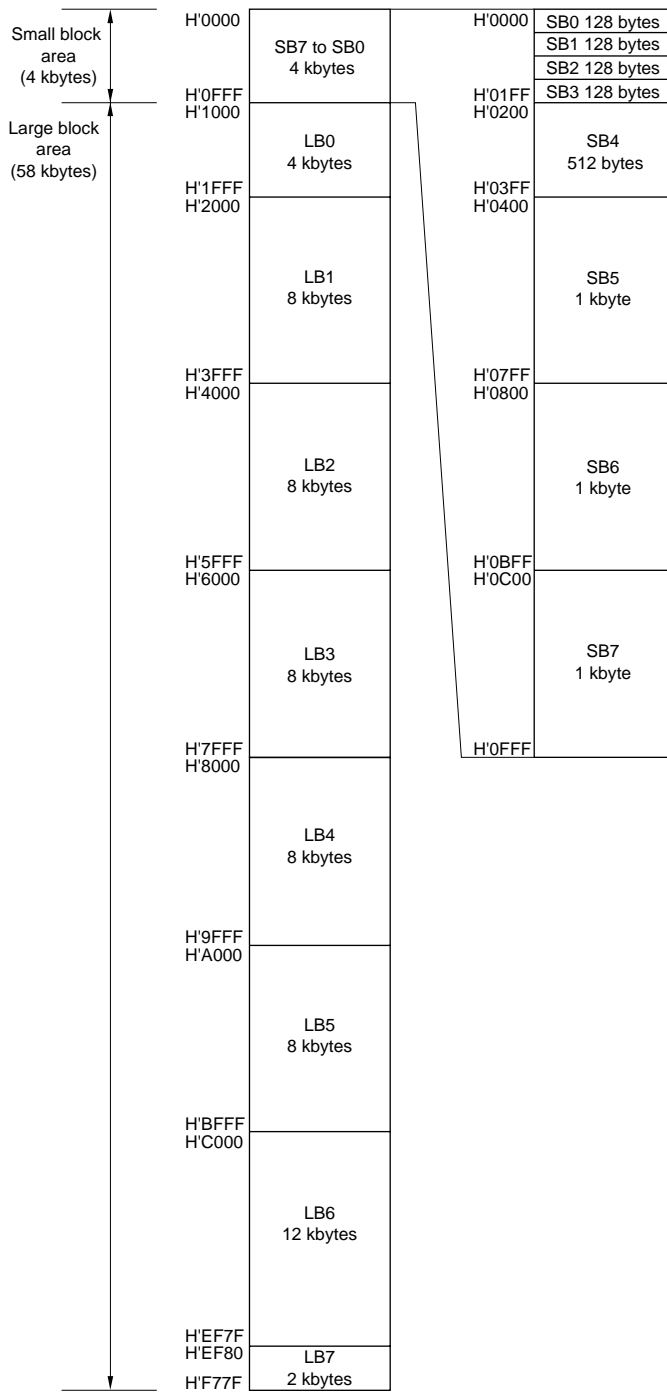 Small block
area
(4 kbytes)
Large block
area
(58 kbytes)
H'0000
SB7 to SB0
4 kbytes
H'0FFF
H'1000
LB0
4 kbytes
H'1FFF
H'2000
LB1
8 kbytes
H'3FFF
H'4000
LB2
8 kbytes
H'5FFF
H'6000
LB3
8 kbytes
H'7FFF
H'8000
LB4
8 kbytes
H'9FFF
H'A000
LB5
8 kbytes
H'BFFF
H'C000
LB6
12 kbytes
H'EF7F
H'EF80
LB7
2 kbytes
H'F77F
H'0000
SB0 128 bytes
SB1 128 bytes
SB2 128 bytes
SB3 128 bytes
H'01FF
H'0200
SB4
512 bytes
H'03FF
H'0400
SB5
1 kbyte
H'07FF
H'0800
SB6
1 kbyte
H'0BFF
H'0C00
SB7
1 kbyte
H'0FFF